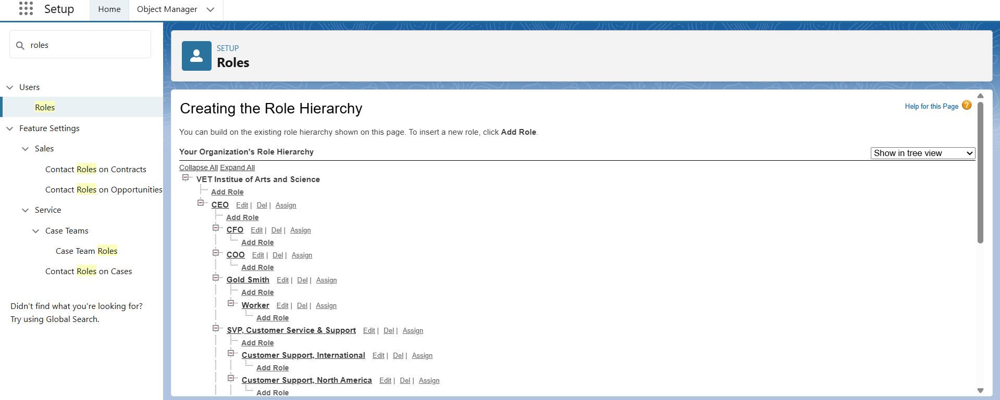 Setup Home Object Manager
roles
Users
Roles
Feature Settings
Sales
Contact Roles on Contracts
Contact Roles on Opportunities
Service
Case Teams
Case Team Roles
Contact Roles on Cases
Didn't find what you're looking for?
Try using Global Search.
SETUP
Roles
Creating the Role Hierarchy
Help for this Page ?
You can build on the existing role hierarchy shown on this page. To insert a new role, click Add Role.
Your Organization's Role Hierarchy
Show in tree view
Collapse All Expand All
VET Institue of Arts and Science
Add Role
CEO Edit | Del | Assign
Add Role
CFO Edit | Del | Assign
Add Role
COO Edit | Del | Assign
Add Role
Gold Smith Edit | Del | Assign
Add Role
Worker Edit | Del | Assign
Add Role
SVP, Customer Service & Support Edit | Del | Assign
Add Role
Customer Support, International Edit | Del | Assign
Add Role
Customer Support, North America Edit | Del | Assign
Add Role